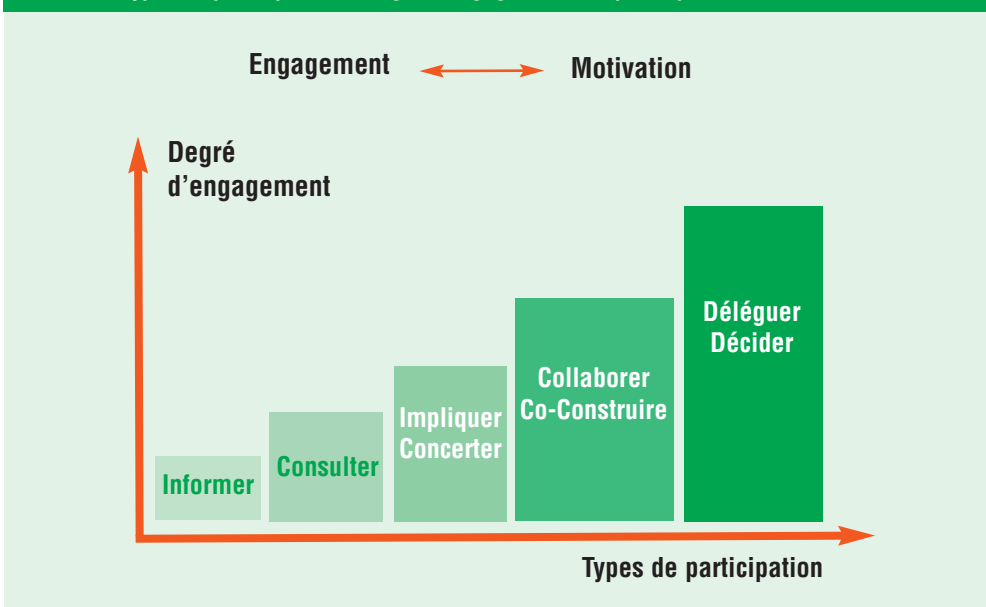 Engagement Motivation
Degré
d'engagement
Déléguer
Décider
Collaborer
Co-Construire
Impliquer
Concerter
Consulter
Informer
Types de participation